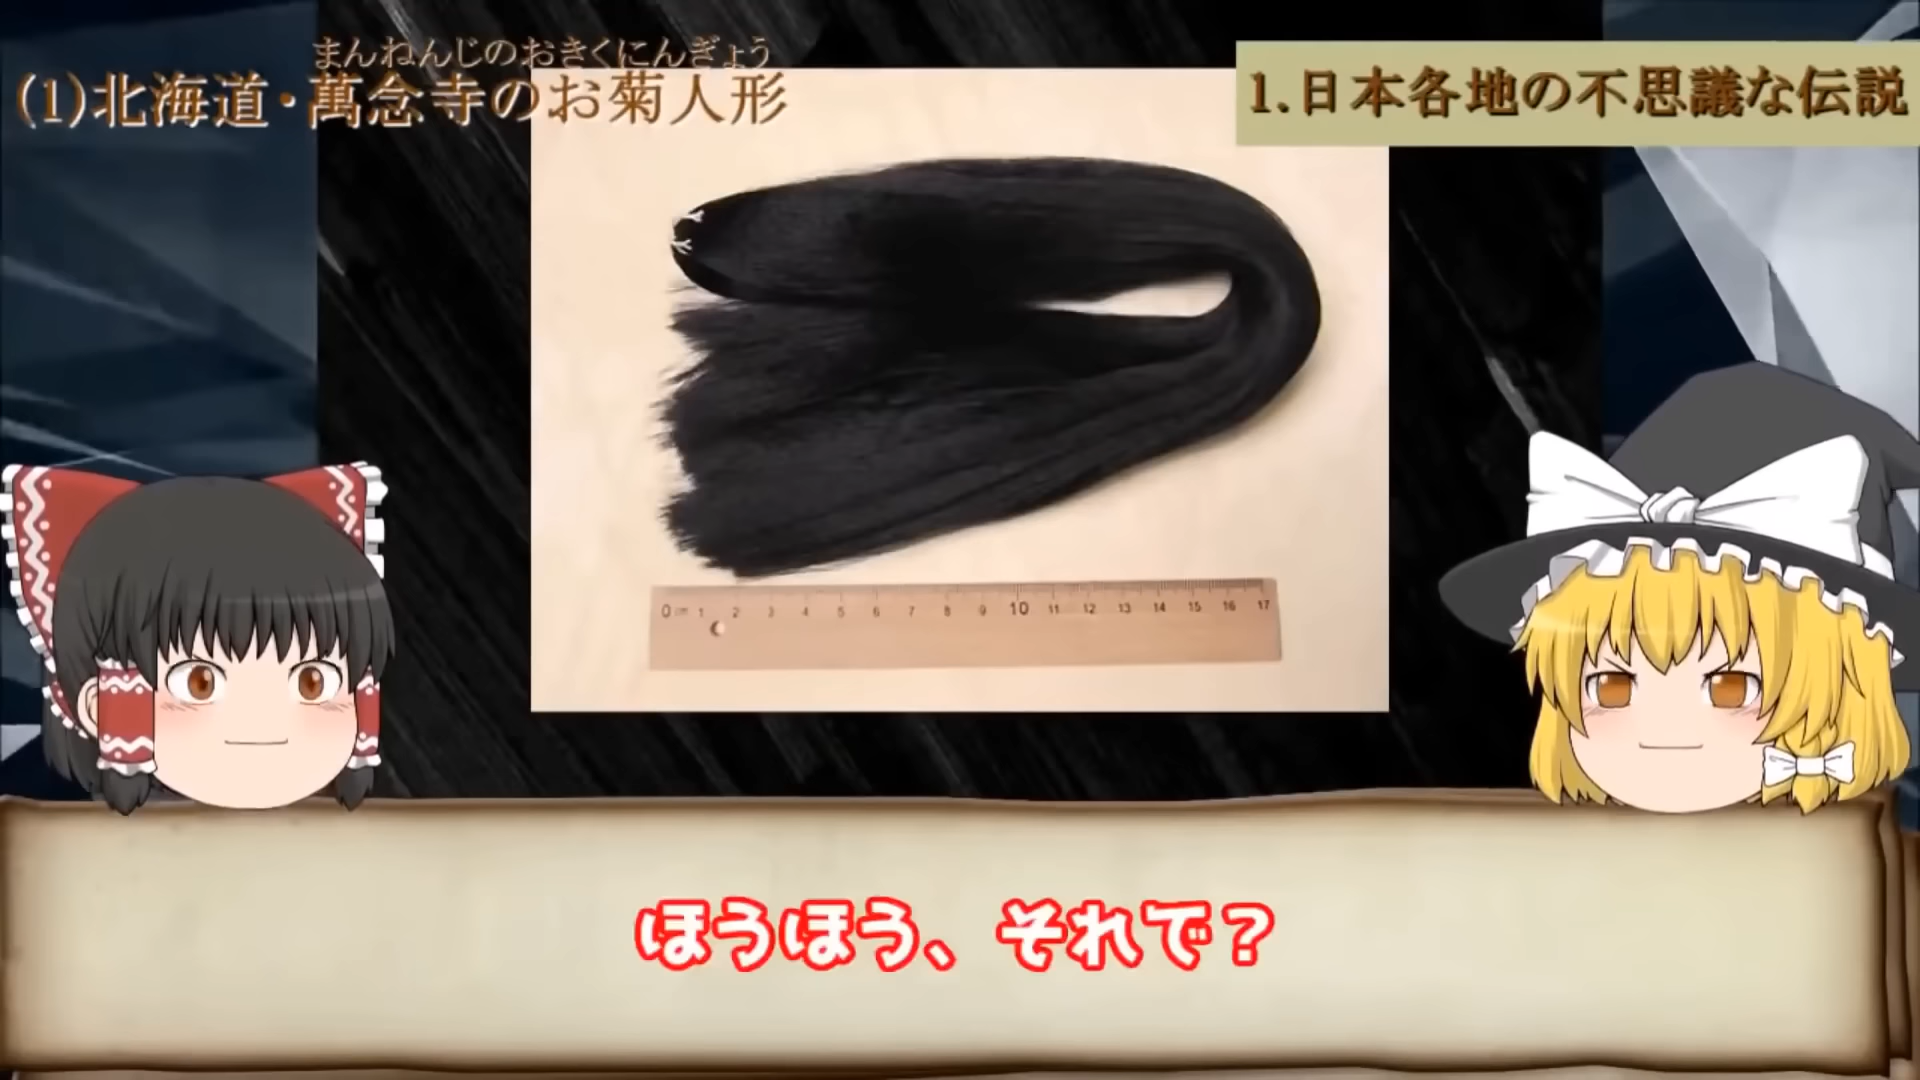 まんねんじのおきくにんぎょう
(1)北海道・萬念寺のお菊人形
1.日本各地の不思議な伝説
0cm 1 2 3 4 5 6 7 8 9 10 11 12 13 14 15 16 17
ほうほう、それで？